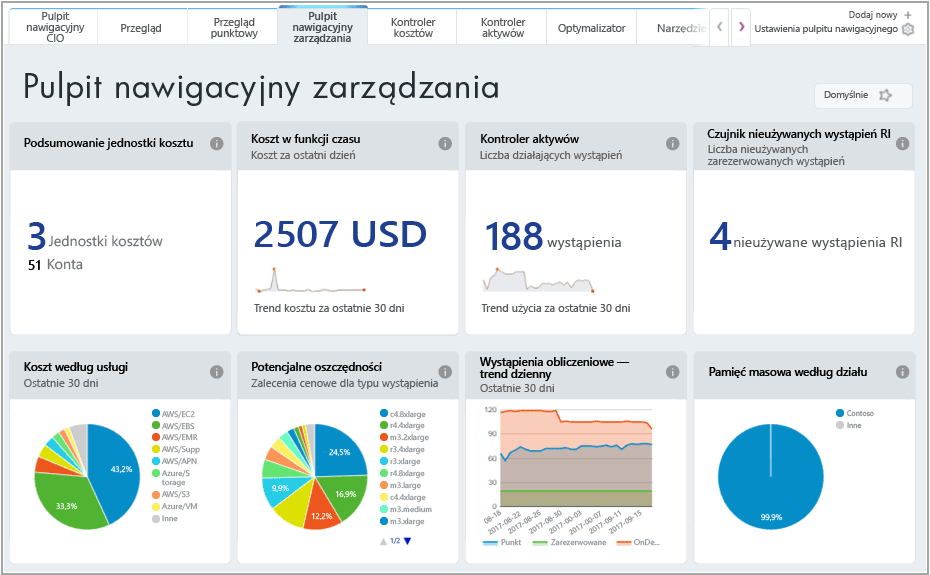 Pulpit
nawigacyjny
CIO
Przegląd
Przegląd
punktowy
Pulpit
nawigacyjny
zarządzania
Kontroler
kosztów
Kontroler
aktywów
Optymalizator
Narzędzie
Dodaj nowy
Ustawienia pulpitu nawigacyjnego
Pulpit nawigacyjny zarządzania
Domyślnie
Podsumowanie jednostki kosztu
3 Jednostki kosztów
51 Konta
Koszt w funkcji czasu
Koszt za ostatni dzień
2507 USD
Trend kosztu za ostatnie 30 dni
Kontroler aktywów
Liczba działających wystąpień
188 wystąpienia
Trend użycia za ostatnie 30 dni
Czujnik nieużywanych wystąpień RI
Liczba nieużywanych
zarezerwowanych wystąpień
4 nieużywane wystąpienia RI
Koszt według usługi
Ostatnie 30 dni
43,2%
33,3%
AWS/EC2
AWS/EBS
AWS/EMR
AWS/Supp
AWS/APN
Azure/S
torage
AWS/S3
Azure/VM
Inne
Potencjalne oszczędności
Zalecenia cenowe dla typu wystąpienia
24,5%
16,9%
12,2%
9,9%
c4.8xlarge
r4.4xlarge
m3.2xlarge
r3.4xlarge
r3.xlarge
r4.8xlarge
m3.large
c4.4xlarge
m3.medium
m3.xlarge
1/2
Wystąpienia obliczeniowe —
trend dzienny
Ostatnie 30 dni
120
90
60
30
0
08-18
2017-08-22
2017-08-26
2017-08-30
2017-00-03
2017-00-07
2017-09-11
2017-09-15
Punkt
Zarezerwowane
OnDe...
Pamięć masowa według działu
Contoso
Inne
99,9%